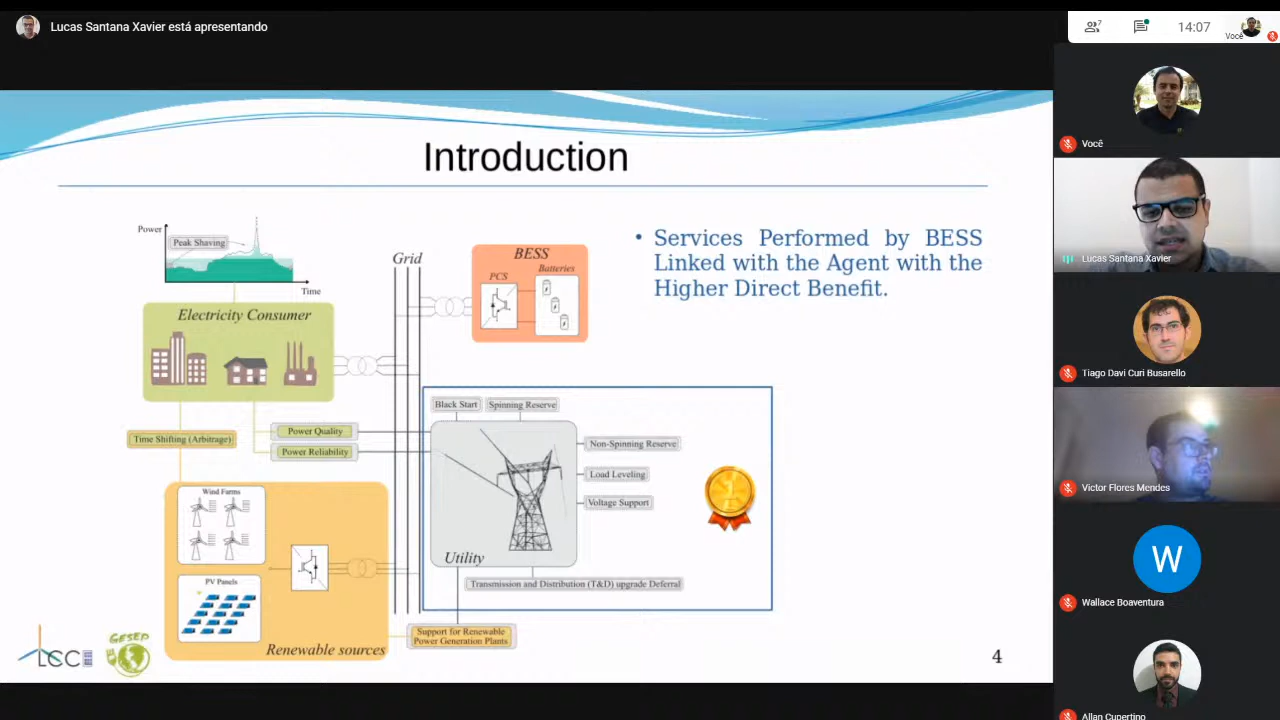 Lucas Santana Xavier está apresentando
7
14:07
Você
Introduction
Power
Peak Shaving
Time
Grid
BESS
PCS
Batteries
• Services Performed by BESS
Linked with the Agent with the
Higher Direct Benefit.
Electricity Consumer
Black Start
Spinning Reserve
Time Shifting (Arbitrage)
Power Quality
Power Reliability
Non-Spinning Reserve
Load Leveling
Voltage Support
1
Utility
Transmission and Distribution (T&D) upgrade Deferral
Wind Farms
PV Panels
Renewable sources
Support for Renewable
Power Generation Plants
LCCE
GESEP
4
Você
Lucas Santana Xavier
Tiago Davi Curi Busarello
Victor Flores Mendes
W
Wallace Boaventura
Allan Cupertino